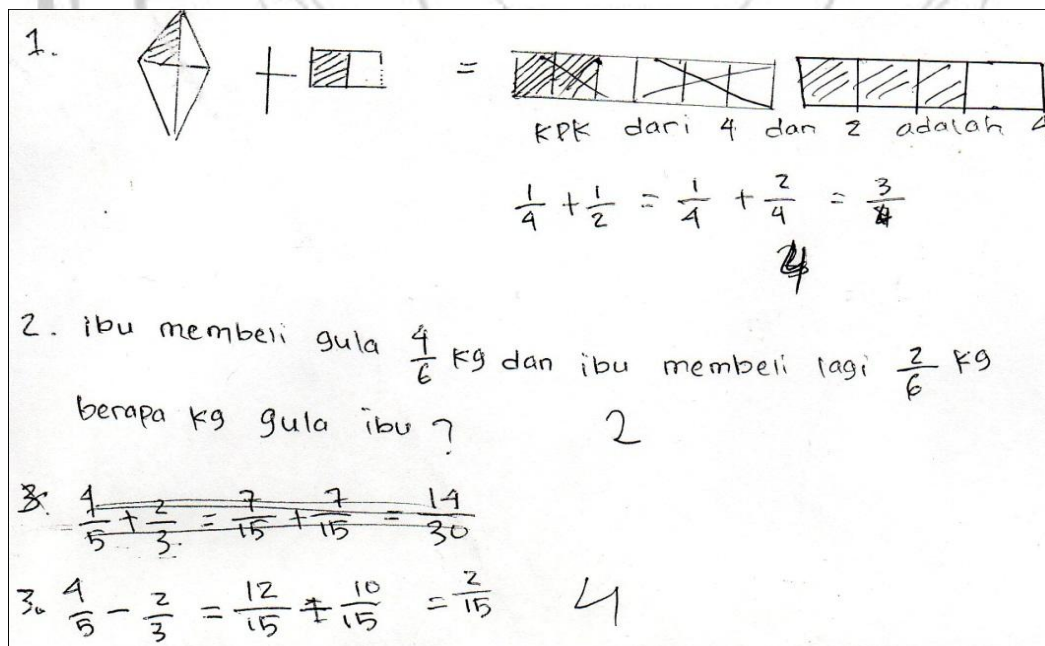 1.
+ =
KPK dari 4 dan 2 adalah 4
1/4 + 1/2 = 1/4 + 2/4 = 3/4
4
2. ibu membeli gula 4/6 kg dan ibu membeli lagi 2/6 kg
berapa kg gula ibu ?
2
3. 4/5 + 2/3 = 7/15 + 7/15 = 14/30
3. 4/5 - 2/3 = 12/15 - 10/15 = 2/15
4